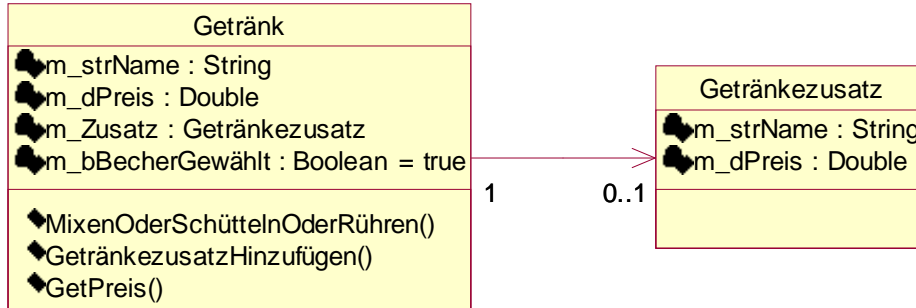 Getränk
m_strName : String
m_dPreis : Double
m_Zusatz : Getränkezusatz
m_bBecherGewählt : Boolean = true
MixenOderSchüttelnOderRühren()
GetränkezusatzHinzufügen()
GetPreis()
1
0..1
Getränkezusatz
m_strName : String
m_dPreis : Double